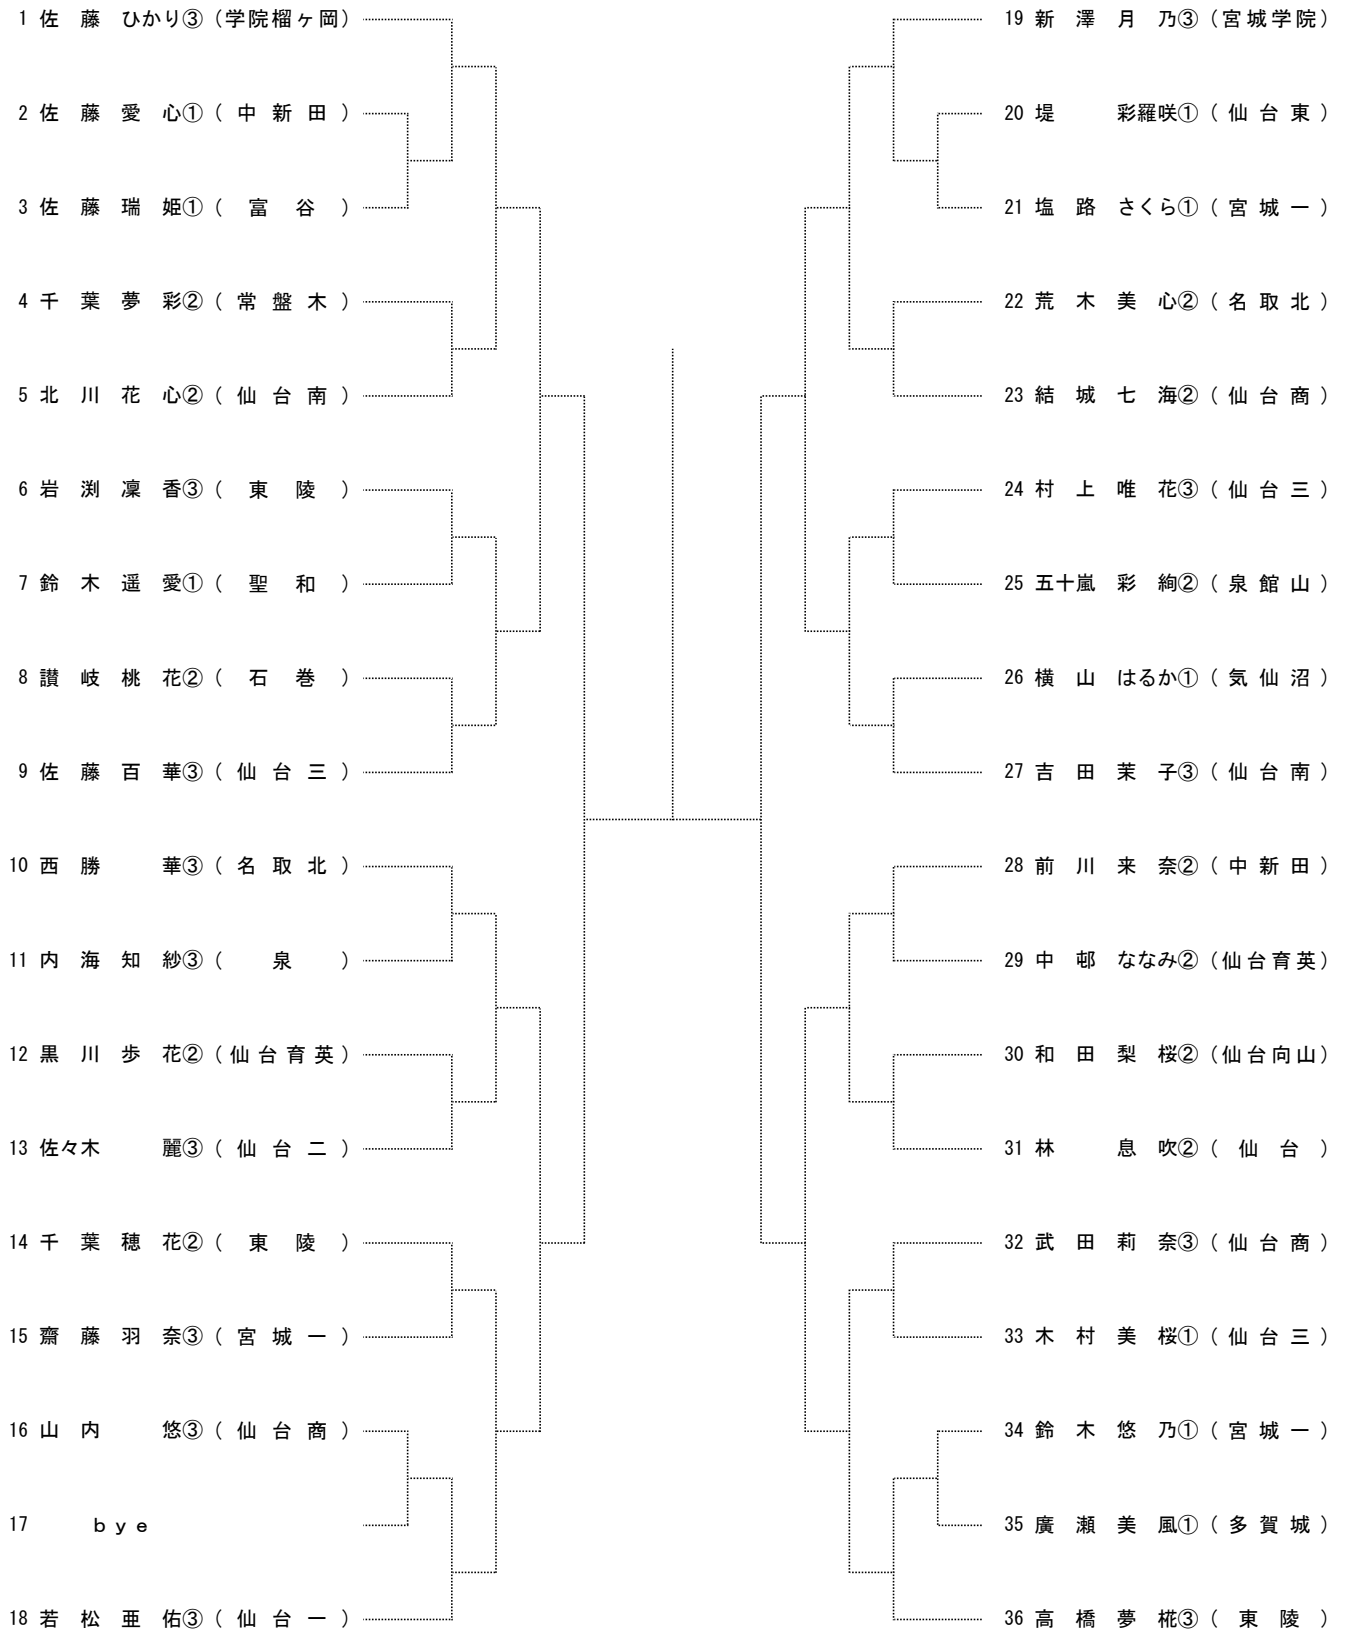 1 佐 藤 ひかり③（学院榴ヶ岡）
2 佐 藤 愛 心①（ 中 新 田 ）
3 佐 藤 瑞 姫①（ 富 谷 ）
4 千 葉 夢 彩②（ 常 盤 木 ）
5 北 川 花 心②（ 仙 台 南 ）
6 岩 渕 凜 香③（ 東 陵 ）
7 鈴 木 遥 愛①（ 聖 和 ）
8 讃 岐 桃 花②（ 石 巻 ）
9 佐 藤 百 華③（ 仙 台 三 ）
10 西 勝 華③（ 名 取 北 ）
11 内 海 知 紗③（ 泉 ）
12 黒 川 歩 花②（仙台育英）
13 佐々木 麗③（ 仙 台 二 ）
14 千 葉 穂 花②（ 東 陵 ）
15 齋 藤 羽 奈③（ 宮 城 一 ）
16 山 内 悠③（ 仙 台 商 ）
17 ｂｙｅ
18 若 松 亜 佑③（ 仙 台 一 ）
19 新 澤 月 乃③（宮城学院）
20 堤 彩羅咲①（ 仙 台 東 ）
21 塩 路 さくら①（ 宮 城 一 ）
22 荒 木 美 心②（ 名 取 北 ）
23 結 城 七 海②（ 仙 台 商 ）
24 村 上 唯 花③（ 仙 台 三 ）
25 五十嵐 彩 絢②（ 泉 館 山 ）
26 横 山 はるか①（ 気 仙 沼 ）
27 吉 田 茉 子③（ 仙 台 南 ）
28 前 川 来 奈②（ 中 新 田 ）
29 中 邨 ななみ②（仙台育英）
30 和 田 梨 桜②（仙台向山）
31 林 息 吹②（ 仙 台 ）
32 武 田 莉 奈③（ 仙 台 商 ）
33 木 村 美 桜①（ 仙 台 三 ）
34 鈴 木 悠 乃①（ 宮 城 一 ）
35 廣 瀬 美 風①（ 多 賀 城 ）
36 高 橋 夢 椛③（ 東 陵 ）